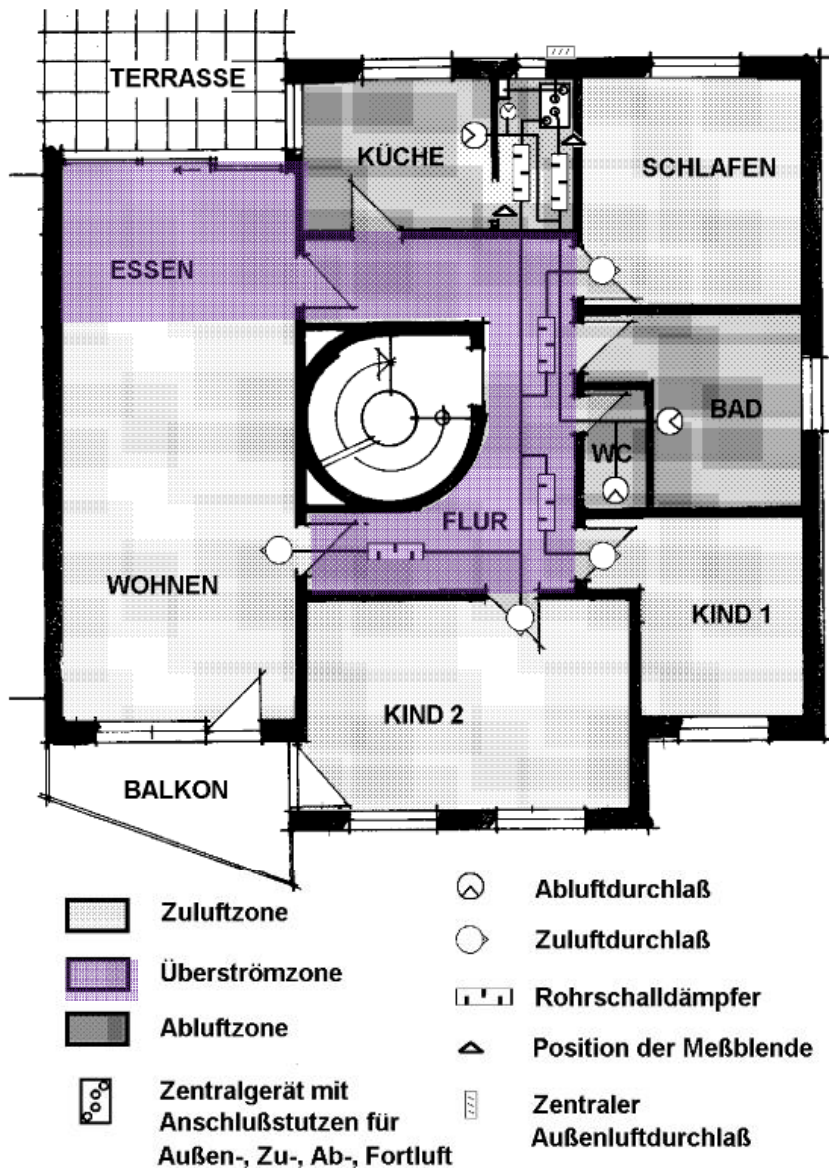 TERRASSE
KÜCHE
SCHLAFEN
ESSEN
BAD
WC
FLUR
WOHNEN
KIND 1
KIND 2
BALKON
Zuluftzone
Überströmzone
Abluftzone
Zentralgerät mit
Anschlußstutzen für
Außen-, Zu-, Ab-, Fortluft
Abluftdurchlaß
Zuluftdurchlaß
Rohrschalldämpfer
Position der Meßblende
Zentraler
Außenluftdurchlaß